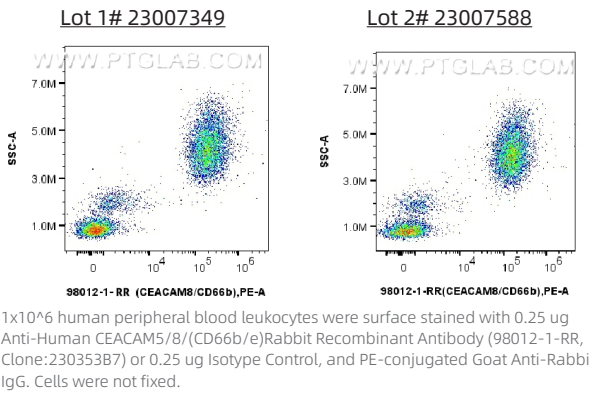 Lot 1# 23007349
Lot 2# 23007588
WWW.PTGLAB.COM
WWW.PTGLAB.COM
SSC-A
7.0M
5.0M
3.0M
1.0M
0
10^4
10^5
10^6
98012-1-RR (CEACAM8/CD66b),PE-A
SSC-A
7.0M
5.0M
3.0M
1.0M
0
10^4
10^5
10^6
98012-1-RR(CEACAM8/CD66b),PE-A
1x10^6 human peripheral blood leukocytes were surface stained with 0.25 ug
Anti-Human CEACAM5/8/(CD66b/e)Rabbit Recombinant Antibody (98012-1-RR,
Clone:230353B7) or 0.25 ug Isotype Control, and PE-conjugated Goat Anti-Rabbi
IgG. Cells were not fixed.